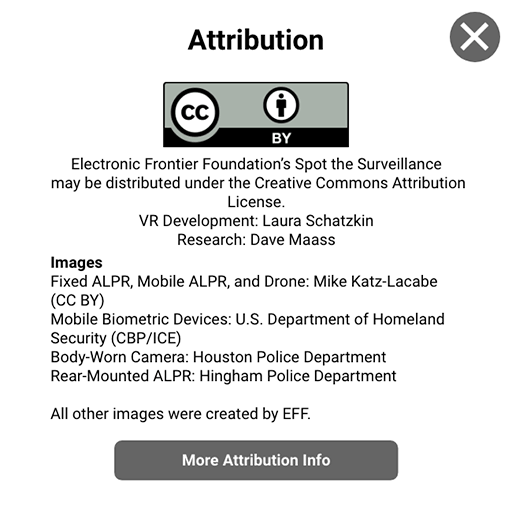 Attribution
CC
BY
Electronic Frontier Foundation's Spot the Surveillance
may be distributed under the Creative Commons Attribution
License.
VR Development: Laura Schatzkin
Research: Dave Maass
Images
Fixed ALPR, Mobile ALPR, and Drone: Mike Katz-Lacabe
(CC BY)
Mobile Biometric Devices: U.S. Department of Homeland
Security (CBP/ICE)
Body-Worn Camera: Houston Police Department
Rear-Mounted ALPR: Hingham Police Department
All other images were created by EFF.
More Attribution Info